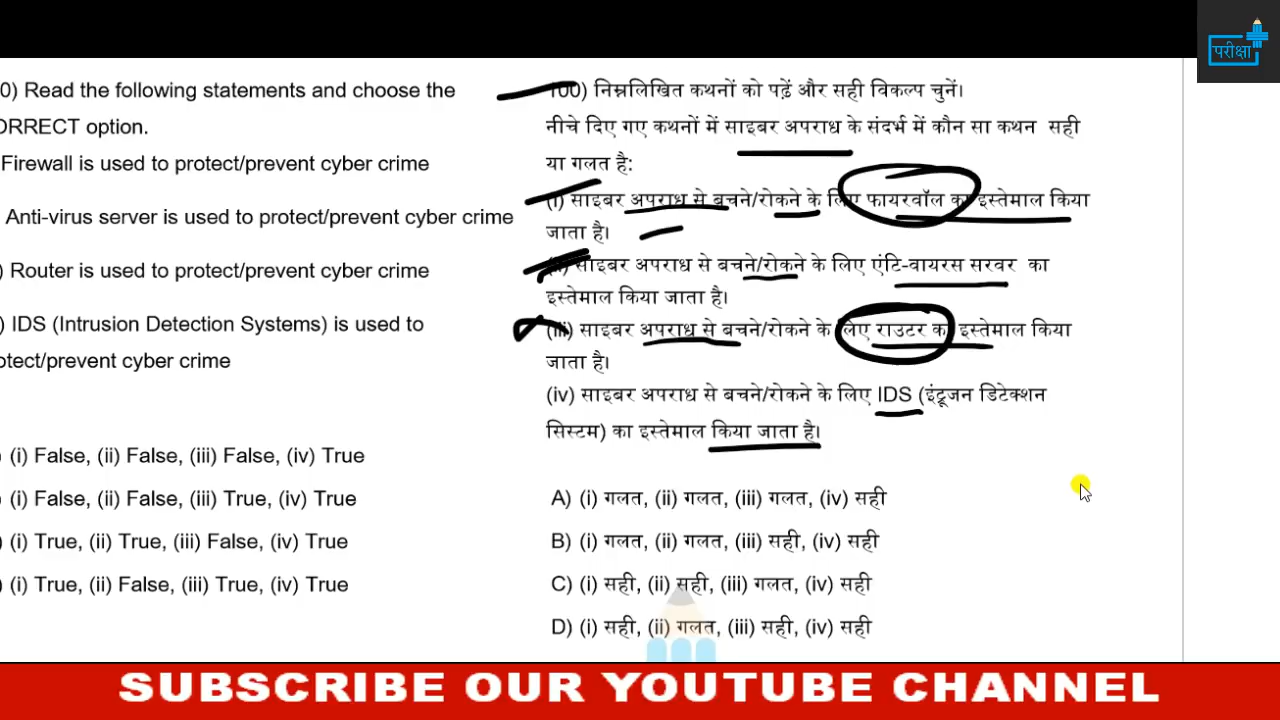 परीक्षा
0) Read the following statements and choose the
ORRECT option.
Firewall is used to protect/prevent cyber crime
Anti-virus server is used to protect/prevent cyber crime
) Router is used to protect/prevent cyber crime
) IDS (Intrusion Detection Systems) is used to
otect/prevent cyber crime
(i) False, (ii) False, (iii) False, (iv) True
(i) False, (ii) False, (iii) True, (iv) True
) (i) True, (ii) True, (iii) False, (iv) True
) (i) True, (ii) False, (iii) True, (iv) True
100) निम्नलिखित कथनों को पढ़ें और सही विकल्प चुनें।
नीचे दिए गए कथनों में साइबर अपराध के संदर्भ में कौन सा कथन सही
या गलत है:
(i) साइबर अपराध से बचने/रोकने के लिए फायरवॉल का इस्तेमाल किया
जाता है।
(ii) साइबर अपराध से बचने/रोकने के लिए एंटि-वायरस सरवर का
इस्तेमाल किया जाता है।
(iii) साइबर अपराध से बचने/रोकने के लिए राउटर का इस्तेमाल किया
जाता है।
(iv) साइबर अपराध से बचने/रोकने के लिए IDS (इंट्रूजन डिटेक्शन
सिस्टम) का इस्तेमाल किया जाता है।
A) (i) गलत, (ii) गलत, (iii) गलत, (iv) सही
B) (i) गलत, (ii) गलत, (iii) सही, (iv) सही
C) (i) सही, (ii) सही, (iii) गलत, (iv) सही
D) (i) सही, (ii) गलत, (iii) सही, (iv) सही
SUBSCRIBE OUR YOUTUBE CHANNEL